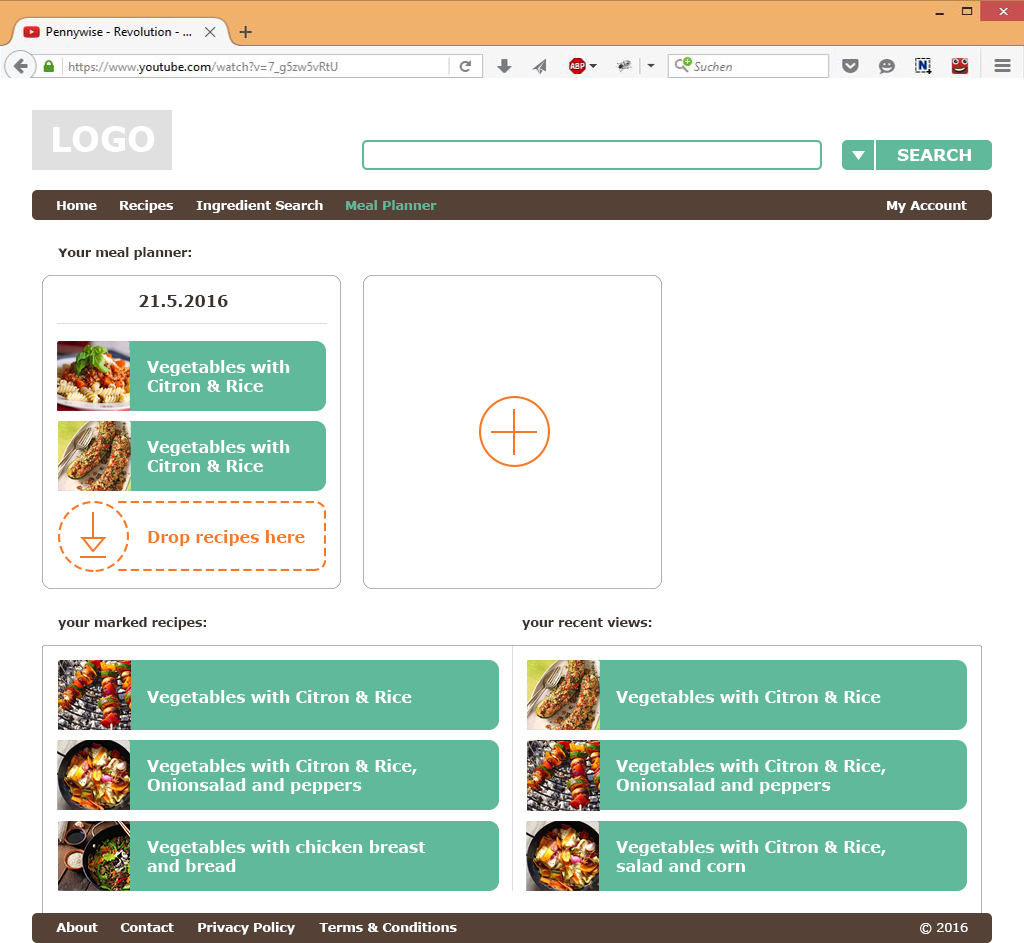 Pennywise - Revolution - ...
https://www.youtube.com/watch?v=7_g5zw5vRtU
ABP
Suchen
N
LOGO
SEARCH
Home Recipes Ingredient Search Meal Planner My Account
Your meal planner:
21.5.2016
Vegetables with
Citron & Rice
Vegetables with
Citron & Rice
Drop recipes here
your marked recipes:
Vegetables with Citron & Rice
Vegetables with Citron & Rice,
Onionsalad and peppers
Vegetables with chicken breast
and bread
your recent views:
Vegetables with Citron & Rice
Vegetables with Citron & Rice,
Onionsalad and peppers
Vegetables with Citron & Rice,
salad and corn
About Contact Privacy Policy Terms & Conditions © 2016